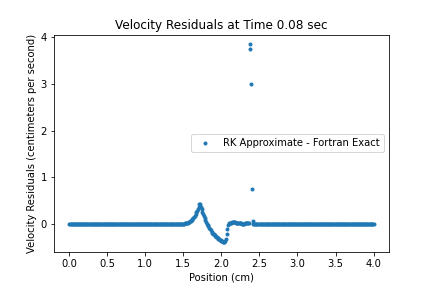 Velocity Residuals at Time 0.08 sec
Velocity Residuals (centimeters per second)
4
3
2
1
0
RK Approximate - Fortran Exact
0.0 0.5 1.0 1.5 2.0 2.5 3.0 3.5 4.0
Position (cm)